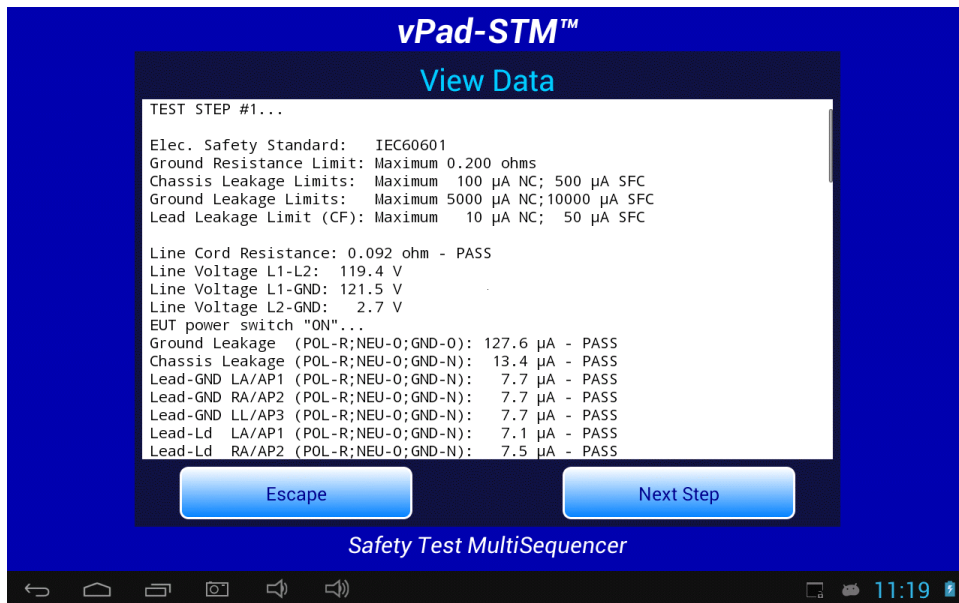 vPad-STM™
View Data
TEST STEP #1...
Elec. Safety Standard:   IEC60601
Ground Resistance Limit: Maximum 0.200 ohms
Chassis Leakage Limits:  Maximum  100 µA NC; 500 µA SFC
Ground Leakage Limits:   Maximum 5000 µA NC;10000 µA SFC
Lead Leakage Limit (CF): Maximum   10 µA NC;  50 µA SFC
Line Cord Resistance: 0.092 ohm - PASS
Line Voltage L1-L2:  119.4 V
Line Voltage L1-GND: 121.5 V
Line Voltage L2-GND:   2.7 V
EUT power switch "ON"...
Ground Leakage  (POL-R;NEU-O;GND-O): 127.6 µA - PASS
Chassis Leakage (POL-R;NEU-O;GND-N):  13.4 µA - PASS
Lead-GND LA/AP1 (POL-R;NEU-O;GND-N):   7.7 µA - PASS
Lead-GND RA/AP2 (POL-R;NEU-O;GND-N):   7.7 µA - PASS
Lead-GND LL/AP3 (POL-R;NEU-O;GND-N):   7.7 µA - PASS
Lead-Ld  LA/AP1 (POL-R;NEU-O;GND-N):   7.1 µA - PASS
Lead-Ld  RA/AP2 (POL-R;NEU-O;GND-N):   7.5 µA - PASS
Escape
Next Step
Safety Test MultiSequencer
11:19